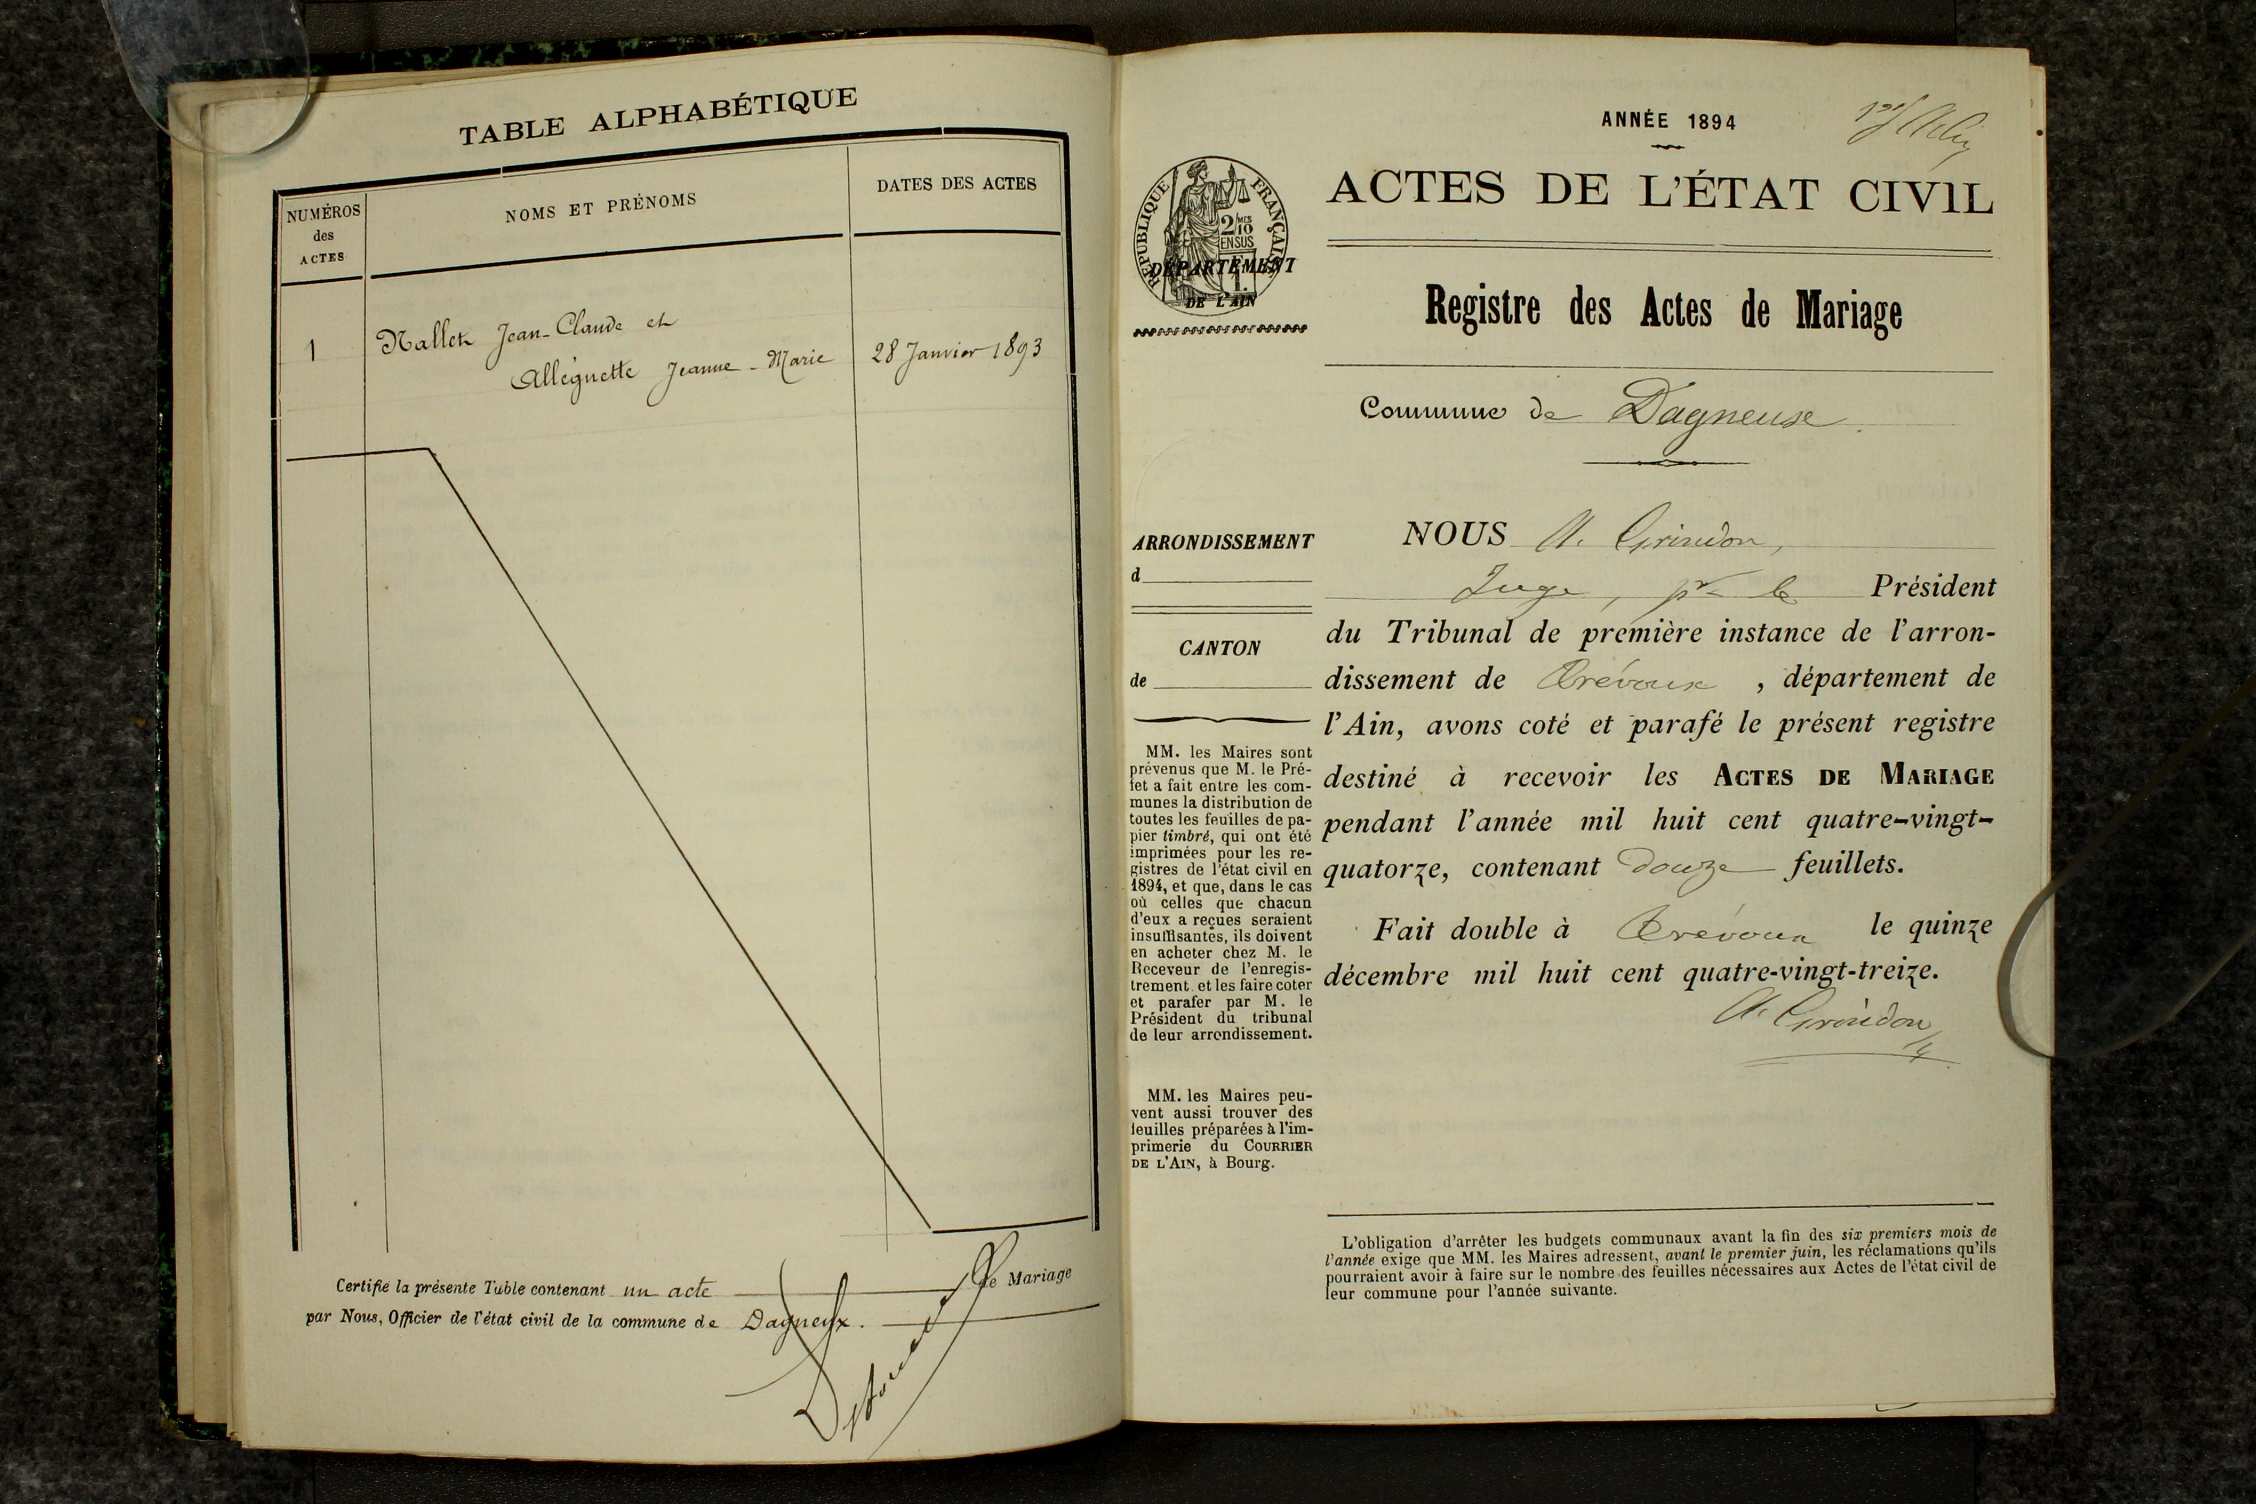 TABLE ALPHABÉTIQUE
NUMÉROS
des
ACTES
NOMS ET PRÉNOMS
DATES DES ACTES
1
Nallet Jean-Claude et
Alléguette Jeanne-Marie
28 Janvier 1893
Certifié la présente Table contenant un acte de Mariage
par Nous, Officier de l'état civil de la commune de Dagneux.
ANNÉE 1894
ACTES DE L'ÉTAT CIVIL
RÉPUBLIQUE FRANÇAISE
2/10
MES
EN SUS
DÉPARTEMENT
DE L'AIN
Registre des Actes de Mariage
Commune de Dagneuse
ARRONDISSEMENT
d
CANTON
de
MM. les Maires sont
prévenus que M. le Pré-
fet a fait entre les com-
munes la distribution de
toutes les feuilles de pa-
pier timbré, qui ont été
imprimées pour les re-
gistres de l'état civil en
1894, et que, dans le cas
où celles que chacun
d'eux a reçues seraient
insuffisantes, ils doivent
en acheter chez M. le
Receveur de l'enregis-
trement et les faire coter
et parafer par M. le
Président du tribunal
de leur arrondissement.
MM. les Maires peu-
vent aussi trouver des
feuilles préparées à l'im-
primerie du COURRIER
DE L'AIN, à Bourg.
NOUS A. Grindon,
Juge, pr le Président
du Tribunal de première instance de l'arron-
dissement de Trévoux, département de
l'Ain, avons coté et parafé le présent registre
destiné à recevoir les ACTES DE MARIAGE
pendant l'année mil huit cent quatre-vingt-
quatorze, contenant douze feuillets.
Fait double à Trévoux le quinze
décembre mil huit cent quatre-vingt-treize.
A. Grindon
L'obligation d'arrêter les budgets communaux avant la fin des six premiers mois de
l'année exige que MM. les Maires adressent, avant le premier juin, les réclamations qu'ils
pourraient avoir à faire sur le nombre des feuilles nécessaires aux Actes de l'état civil de
leur commune pour l'année suivante.